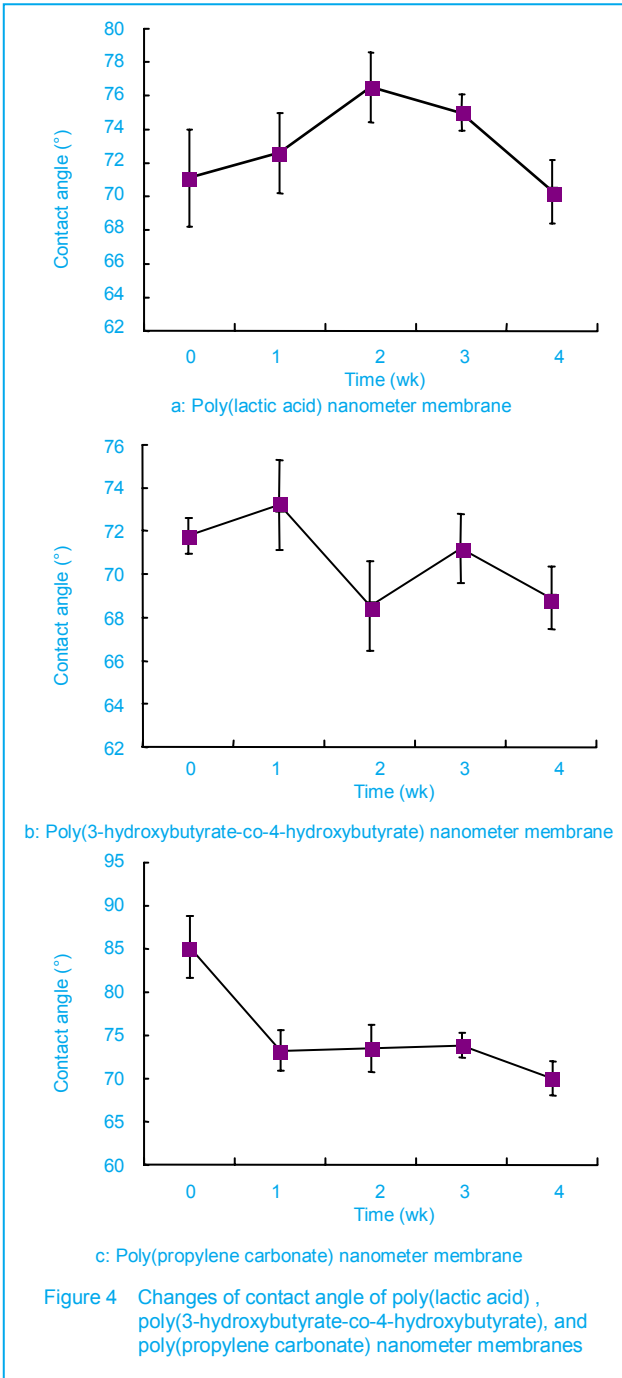 80
78
76
74
72
70
68
66
64
62
Contact angle (°)
0 1 2 3 4
Time (wk)
a: Poly(lactic acid) nanometer membrane
76
74
72
70
68
66
64
62
Contact angle (°)
0 1 2 3 4
Time (wk)
b: Poly(3-hydroxybutyrate-co-4-hydroxybutyrate) nanometer membrane
95
90
85
80
75
70
65
60
Contact angle (°)
0 1 2 3 4
Time (wk)
c: Poly(propylene carbonate) nanometer membrane
Figure 4 Changes of contact angle of poly(lactic acid) ,
poly(3-hydroxybutyrate-co-4-hydroxybutyrate), and
poly(propylene carbonate) nanometer membranes